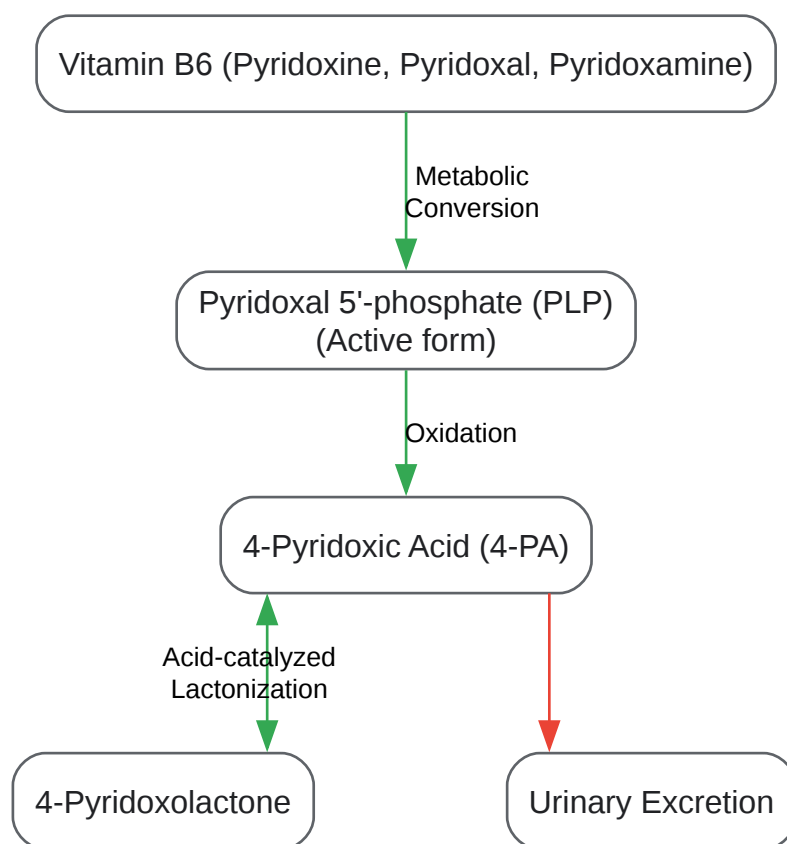 Vitamin B6 (Pyridoxine, Pyridoxal, Pyridoxamine)
Metabolic
Conversion
Pyridoxal 5'-phosphate (PLP)
(Active form)
Oxidation
4-Pyridoxic Acid (4-PA)
Acid-catalyzed
Lactonization
4-Pyridoxolactone
Urinary Excretion